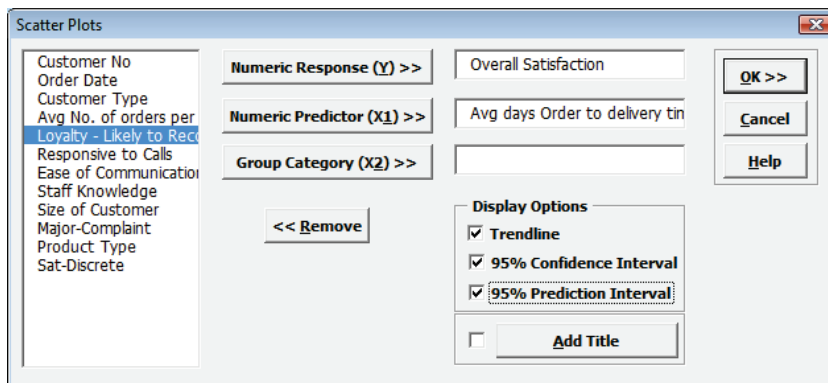 Scatter Plots
Customer No
Order Date
Customer Type
Avg No. of orders per
Loyalty - Likely to Reco
Responsive to Calls
Ease of Communication
Staff Knowledge
Size of Customer
Major-Complaint
Product Type
Sat-Discrete
Numeric Response (Y) >>
Overall Satisfaction
Numeric Predictor (X1) >>
Avg days Order to delivery tim
Group Category (X2) >>
<< Remove
Display Options
Trendline
95% Confidence Interval
95% Prediction Interval
Add Title
OK >>
Cancel
Help